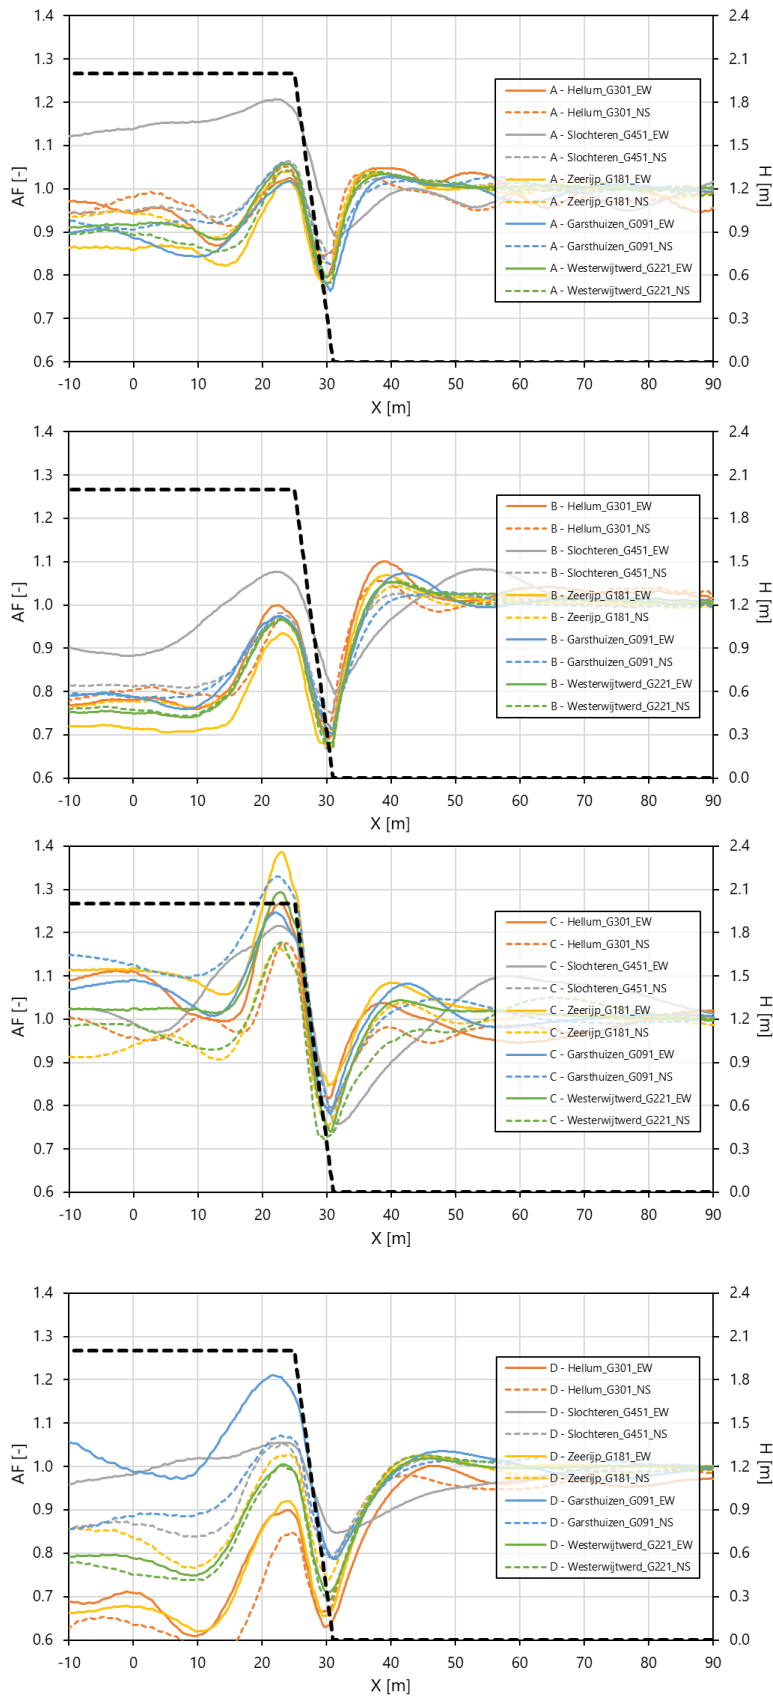 1.4
1.3
1.2
1.1
1.0
0.9
0.8
0.7
0.6
AF [-]
2.4
2.1
1.8
1.5
1.2
0.9
0.6
0.3
0.0
H [m]
A - Hellum_G301_EW
A - Hellum_G301_NS
A - Slochteren_G451_EW
A - Slochteren_G451_NS
A - Zeerijp_G181_EW
A - Zeerijp_G181_NS
A - Garsthuizen_G091_EW
A - Garsthuizen_G091_NS
A - Westerwijtwerd_G221_EW
A - Westerwijtwerd_G221_NS
-10 0 10 20 30 40 50 60 70 80 90
X [m]
1.4
1.3
1.2
1.1
1.0
0.9
0.8
0.7
0.6
AF [-]
2.4
2.1
1.8
1.5
1.2
0.9
0.6
0.3
0.0
H [m]
B - Hellum_G301_EW
B - Hellum_G301_NS
B - Slochteren_G451_EW
B - Slochteren_G451_NS
B - Zeerijp_G181_EW
B - Zeerijp_G181_NS
B - Garsthuizen_G091_EW
B - Garsthuizen_G091_NS
B - Westerwijtwerd_G221_EW
B - Westerwijtwerd_G221_NS
-10 0 10 20 30 40 50 60 70 80 90
X [m]
1.4
1.3
1.2
1.1
1.0
0.9
0.8
0.7
0.6
AF [-]
2.4
2.1
1.8
1.5
1.2
0.9
0.6
0.3
0.0
H [m]
C - Hellum_G301_EW
C - Hellum_G301_NS
C - Slochteren_G451_EW
C - Slochteren_G451_NS
C - Zeerijp_G181_EW
C - Zeerijp_G181_NS
C - Garsthuizen_G091_EW
C - Garsthuizen_G091_NS
C - Westerwijtwerd_G221_EW
C - Westerwijtwerd_G221_NS
-10 0 10 20 30 40 50 60 70 80 90
X [m]
1.4
1.3
1.2
1.1
1.0
0.9
0.8
0.7
0.6
AF [-]
2.4
2.1
1.8
1.5
1.2
0.9
0.6
0.3
0.0
H [m]
D - Hellum_G301_EW
D - Hellum_G301_NS
D - Slochteren_G451_EW
D - Slochteren_G451_NS
D - Zeerijp_G181_EW
D - Zeerijp_G181_NS
D - Garsthuizen_G091_EW
D - Garsthuizen_G091_NS
D - Westerwijtwerd_G221_EW
D - Westerwijtwerd_G221_NS
-10 0 10 20 30 40 50 60 70 80 90
X [m]